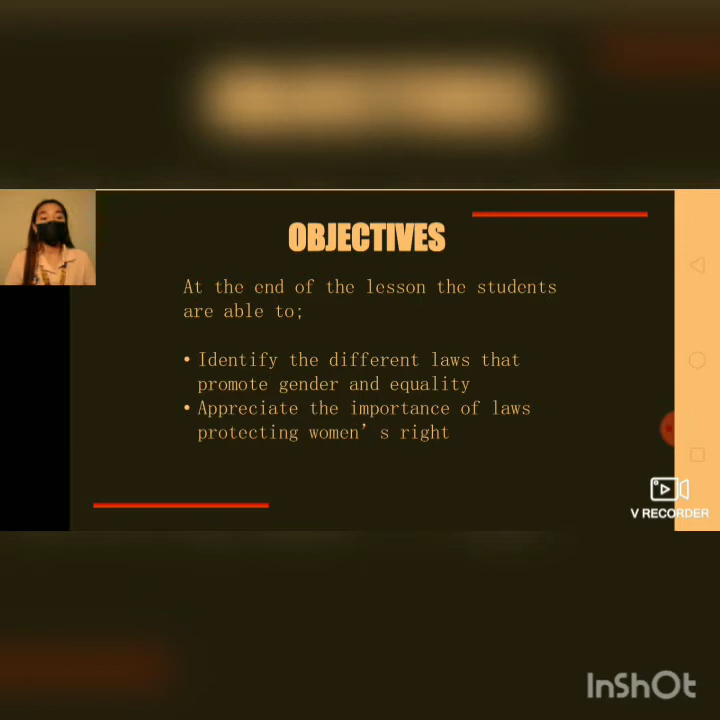 OBJECTIVES
At the end of the lesson the students
are able to;
• Identify the different laws that
promote gender and equality
• Appreciate the importance of laws
protecting women's right
V RECORDER
InShOt